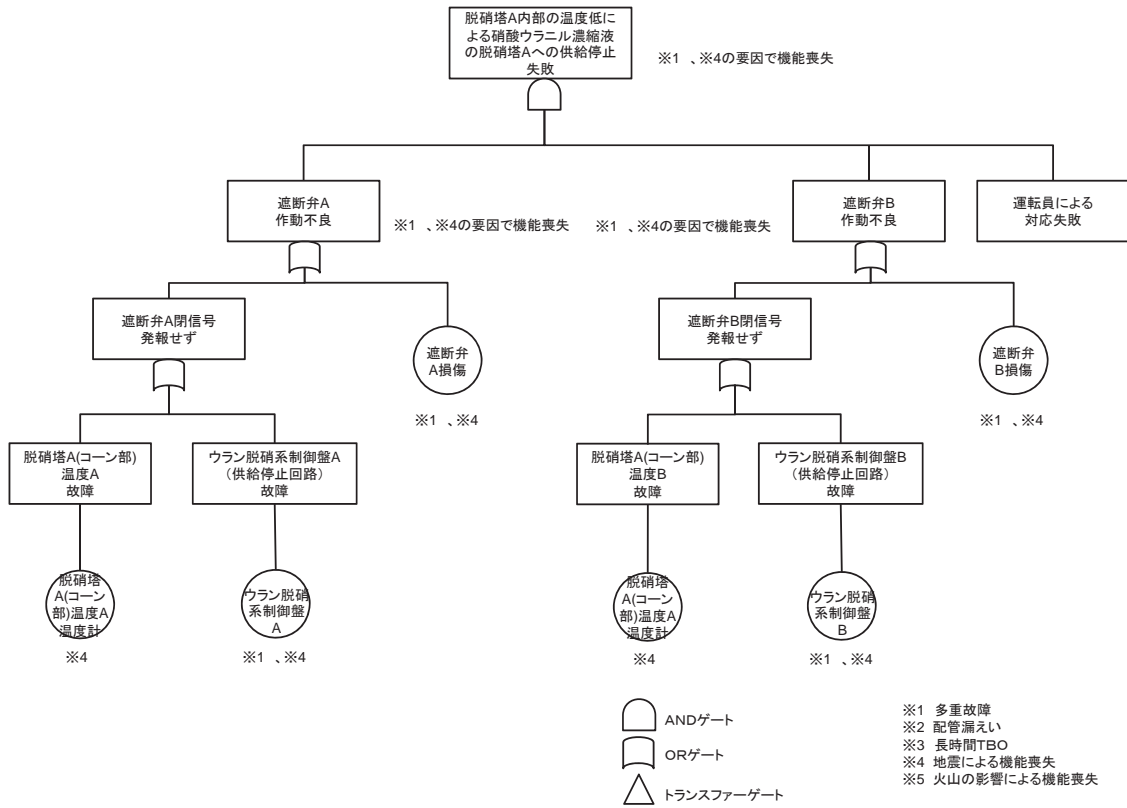 脱硝塔A内部の温度低に
よる硝酸ウラニル濃縮液
の脱硝塔Aへの供給停止
失敗
※1 、※4の要因で機能喪失
遮断弁A
作動不良
※1 、※4の要因で機能喪失
※1 、※4の要因で機能喪失
遮断弁B
作動不良
運転員による
対応失敗
遮断弁A閉信号
発報せず
遮断弁
A損傷
※1 、※4
遮断弁B閉信号
発報せず
遮断弁
B損傷
※1 、※4
脱硝塔A(コーン部)
温度A
故障
ウラン脱硝系制御盤A
(供給停止回路)
故障
脱硝塔A(コーン部)
温度B
故障
ウラン脱硝系制御盤B
(供給停止回路)
故障
脱硝塔
A(コーン
部)温度A
温度計
※4
ウラン脱硝
系制御盤
A
※1 、※4
脱硝塔
A(コーン
部)温度A
温度計
※4
ウラン脱硝
系制御盤
B
※1 、※4
ANDゲート
ORゲート
トランスファーゲート
※1 多重故障
※2 配管漏えい
※3 長時間TBO
※4 地震による機能喪失
※5 火山の影響による機能喪失